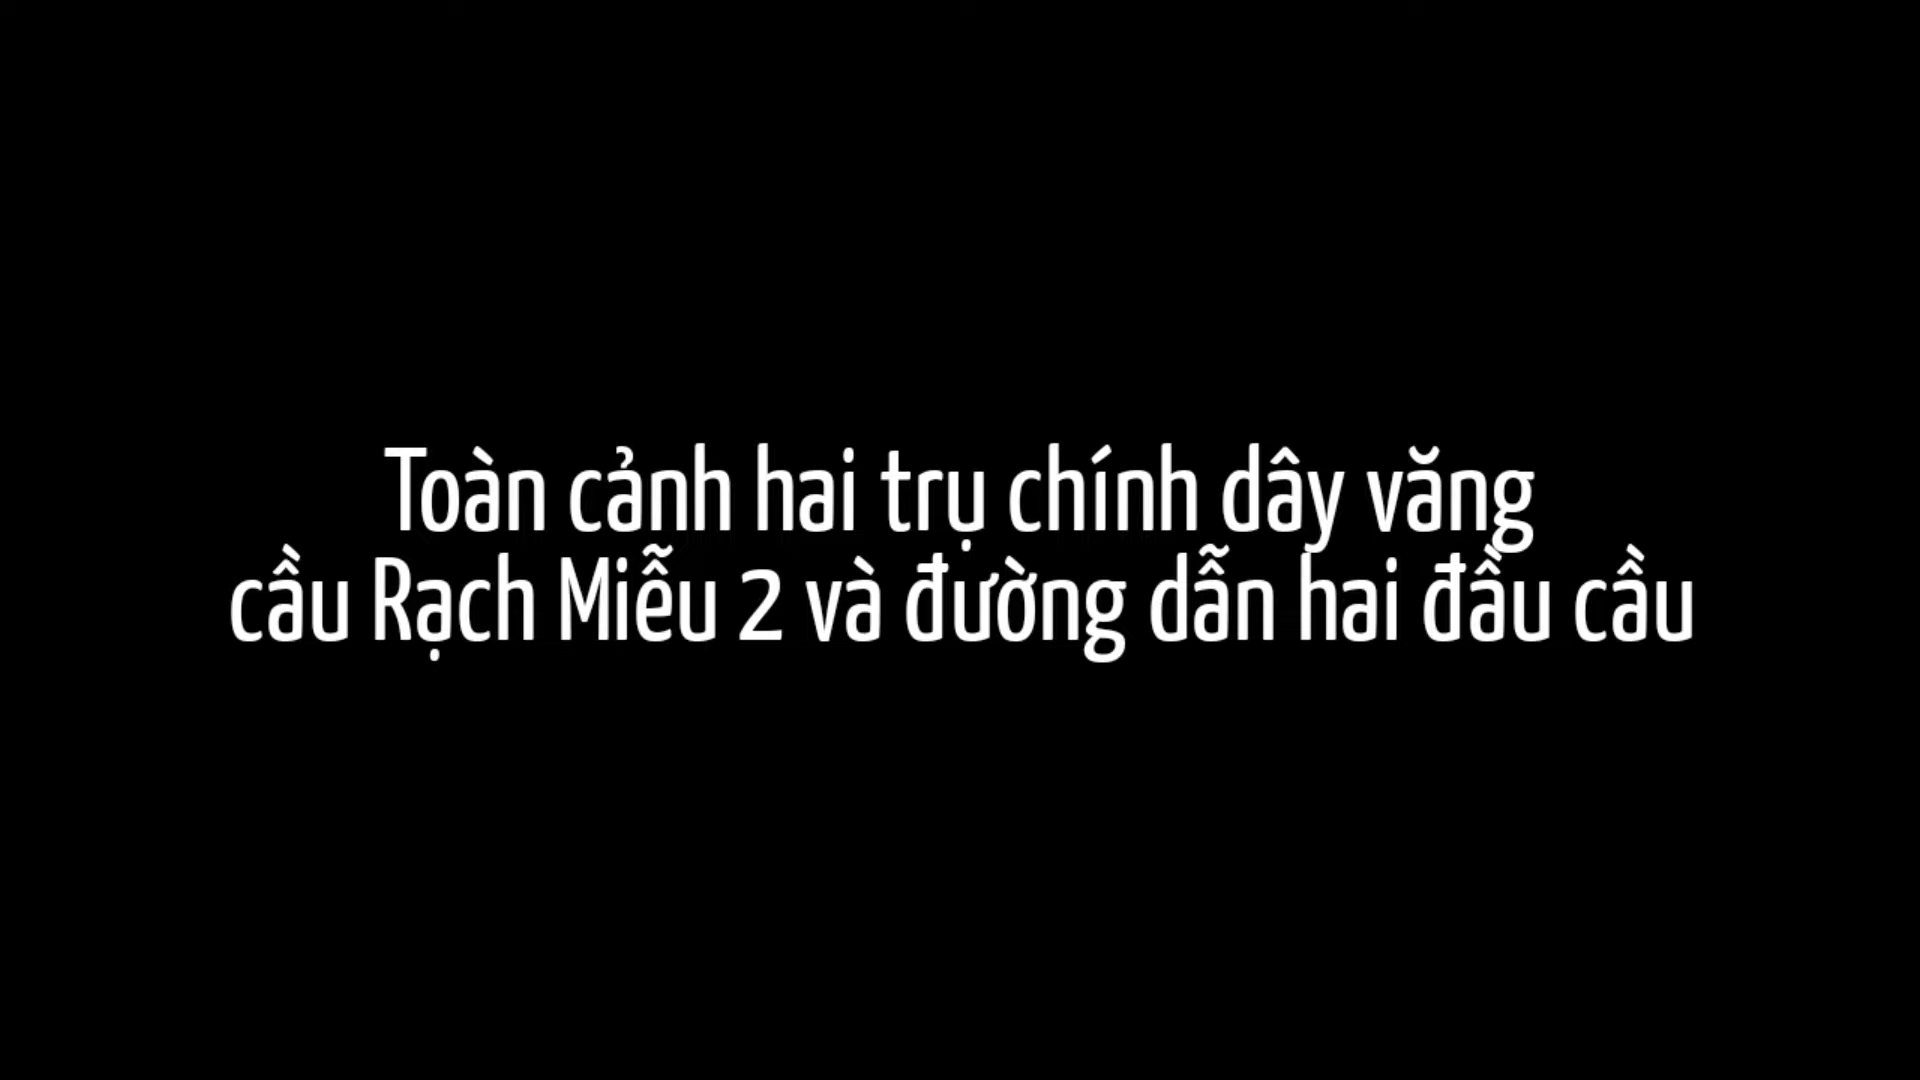 Toàn cảnh hai trụ chính dây văng
cầu Rạch Miễu 2 và đường dẫn hai đầu cầu